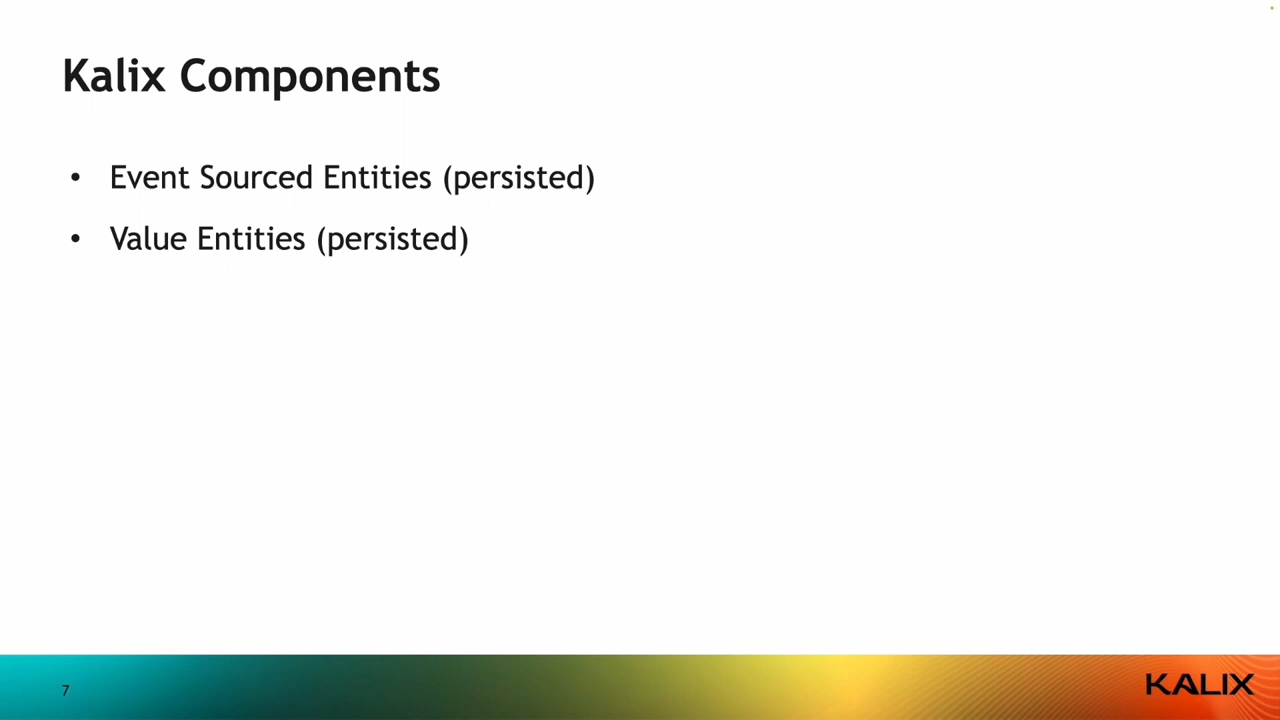 Kalix Components
• Event Sourced Entities (persisted)
• Value Entities (persisted)
7
KALIX